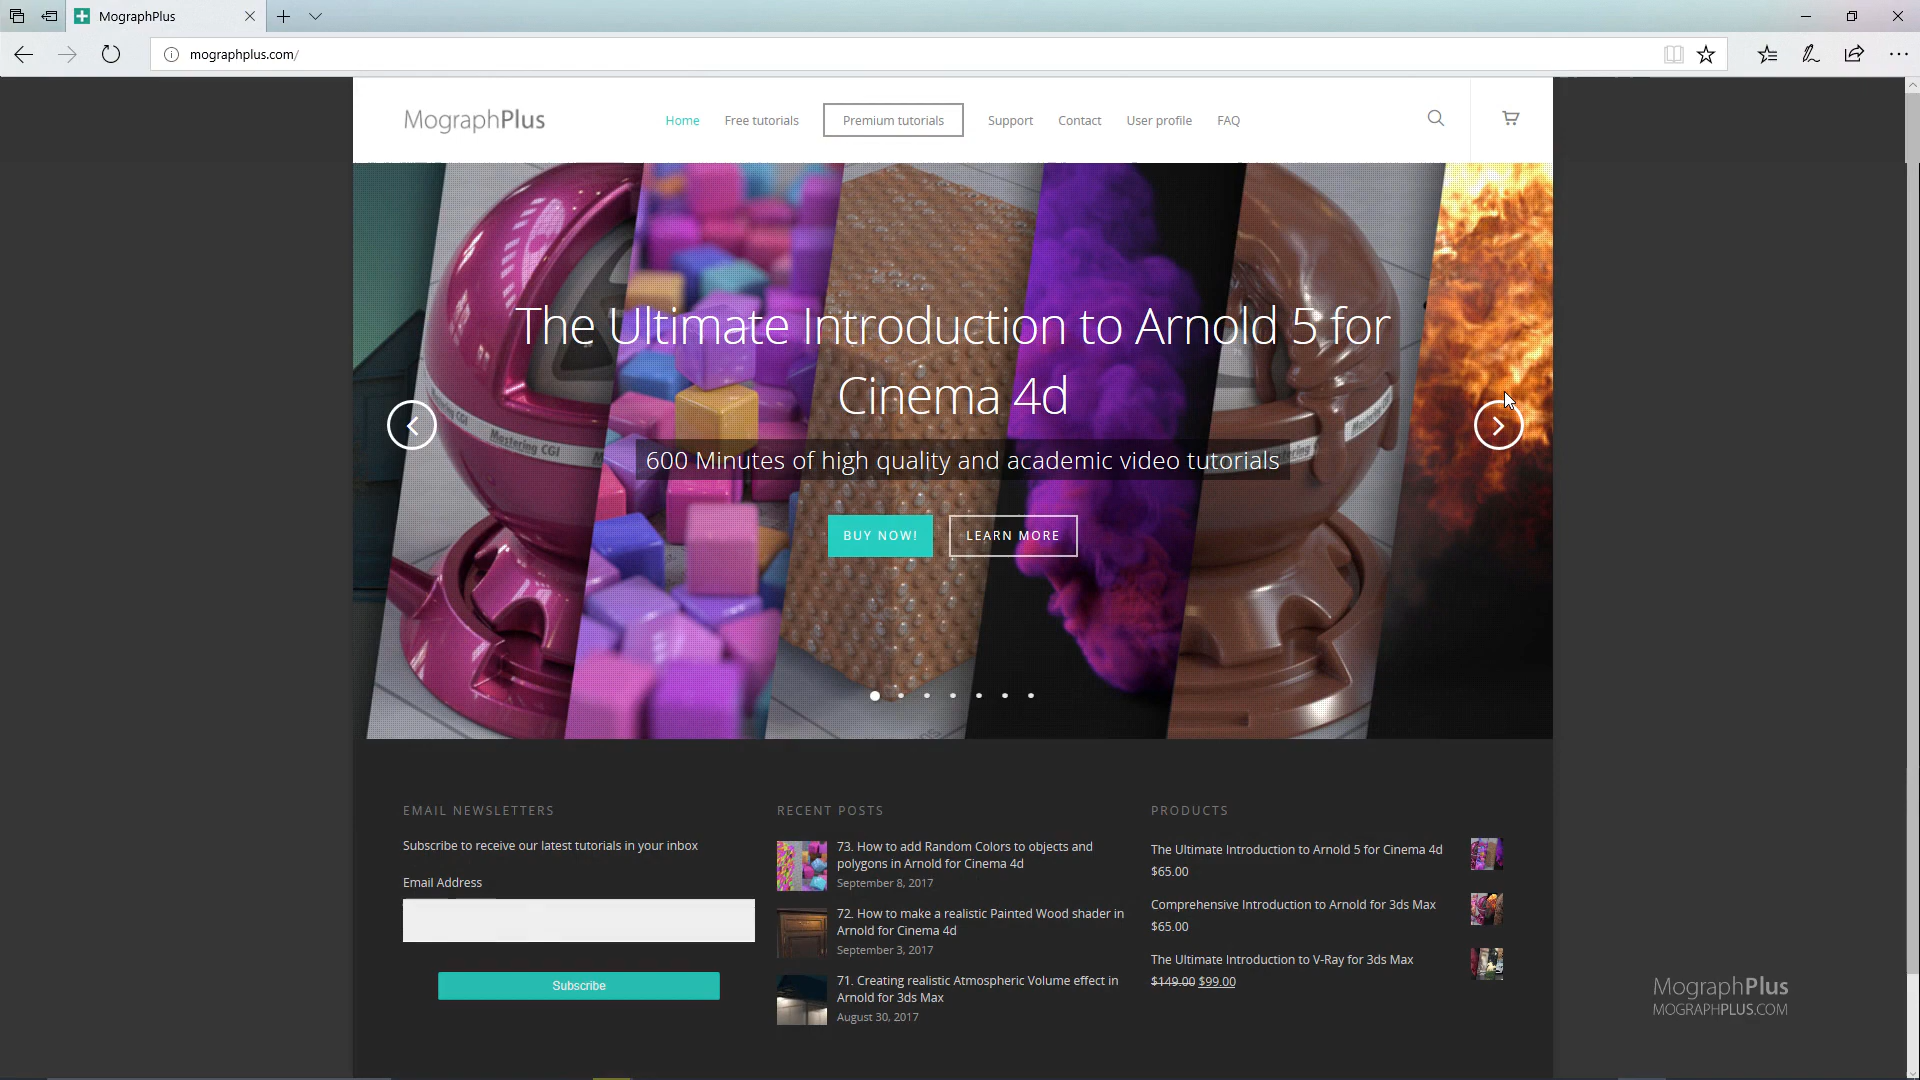 MographPlus
mographplus.com/
MographPlus
Home
Free tutorials
Premium tutorials
Support
Contact
User profile
FAQ
The Ultimate Introduction to Arnold 5 for
Cinema 4d
Mastering CGI
600 Minutes of high quality and academic video tutorials
BUY NOW!
LEARN MORE
EMAIL NEWSLETTERS
Subscribe to receive our latest tutorials in your inbox
Email Address
Subscribe
RECENT POSTS
73. How to add Random Colors to objects and
polygons in Arnold for Cinema 4d
September 8, 2017
72. How to make a realistic Painted Wood shader in
Arnold for Cinema 4d
September 3, 2017
71. Creating realistic Atmospheric Volume effect in
Arnold for 3ds Max
August 30, 2017
PRODUCTS
The Ultimate Introduction to Arnold 5 for Cinema 4d
$65.00
Comprehensive Introduction to Arnold for 3ds Max
$65.00
The Ultimate Introduction to V-Ray for 3ds Max
$149.00 $99.00
MographPlus
MOGRAPHPLUS.COM